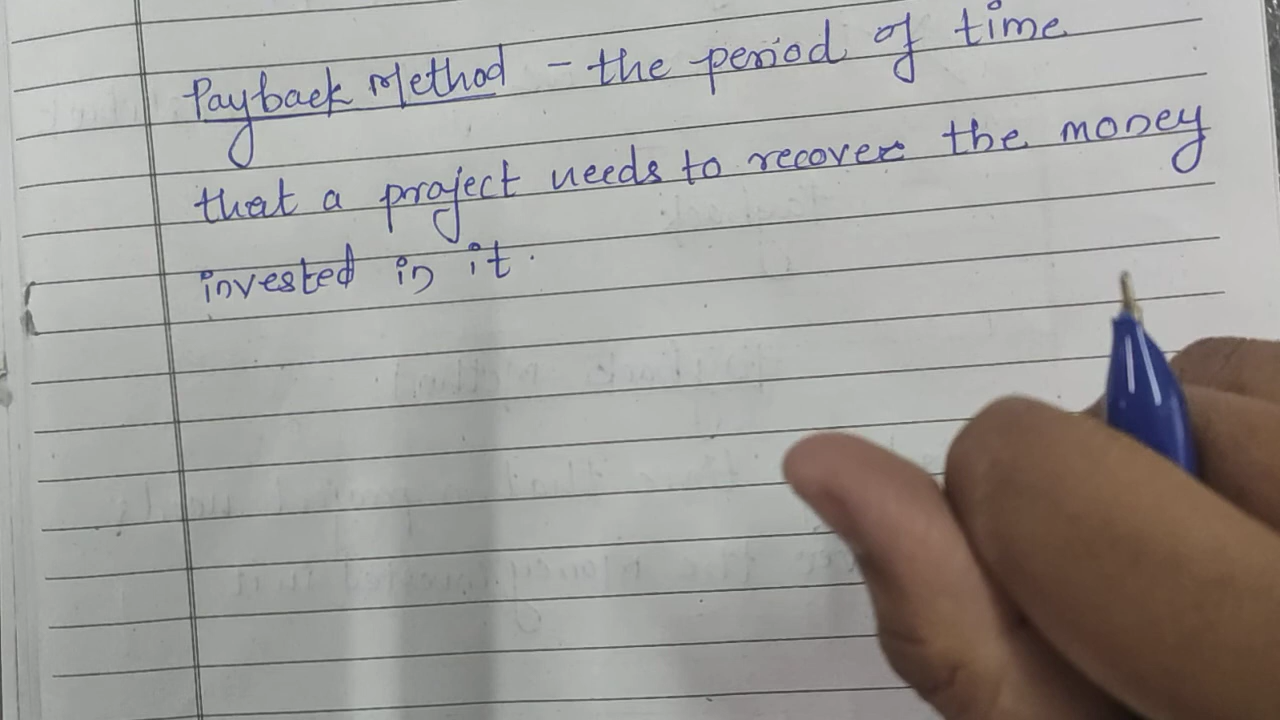 Payback Method - the period of time
that a project needs to recover the money
invested in it.